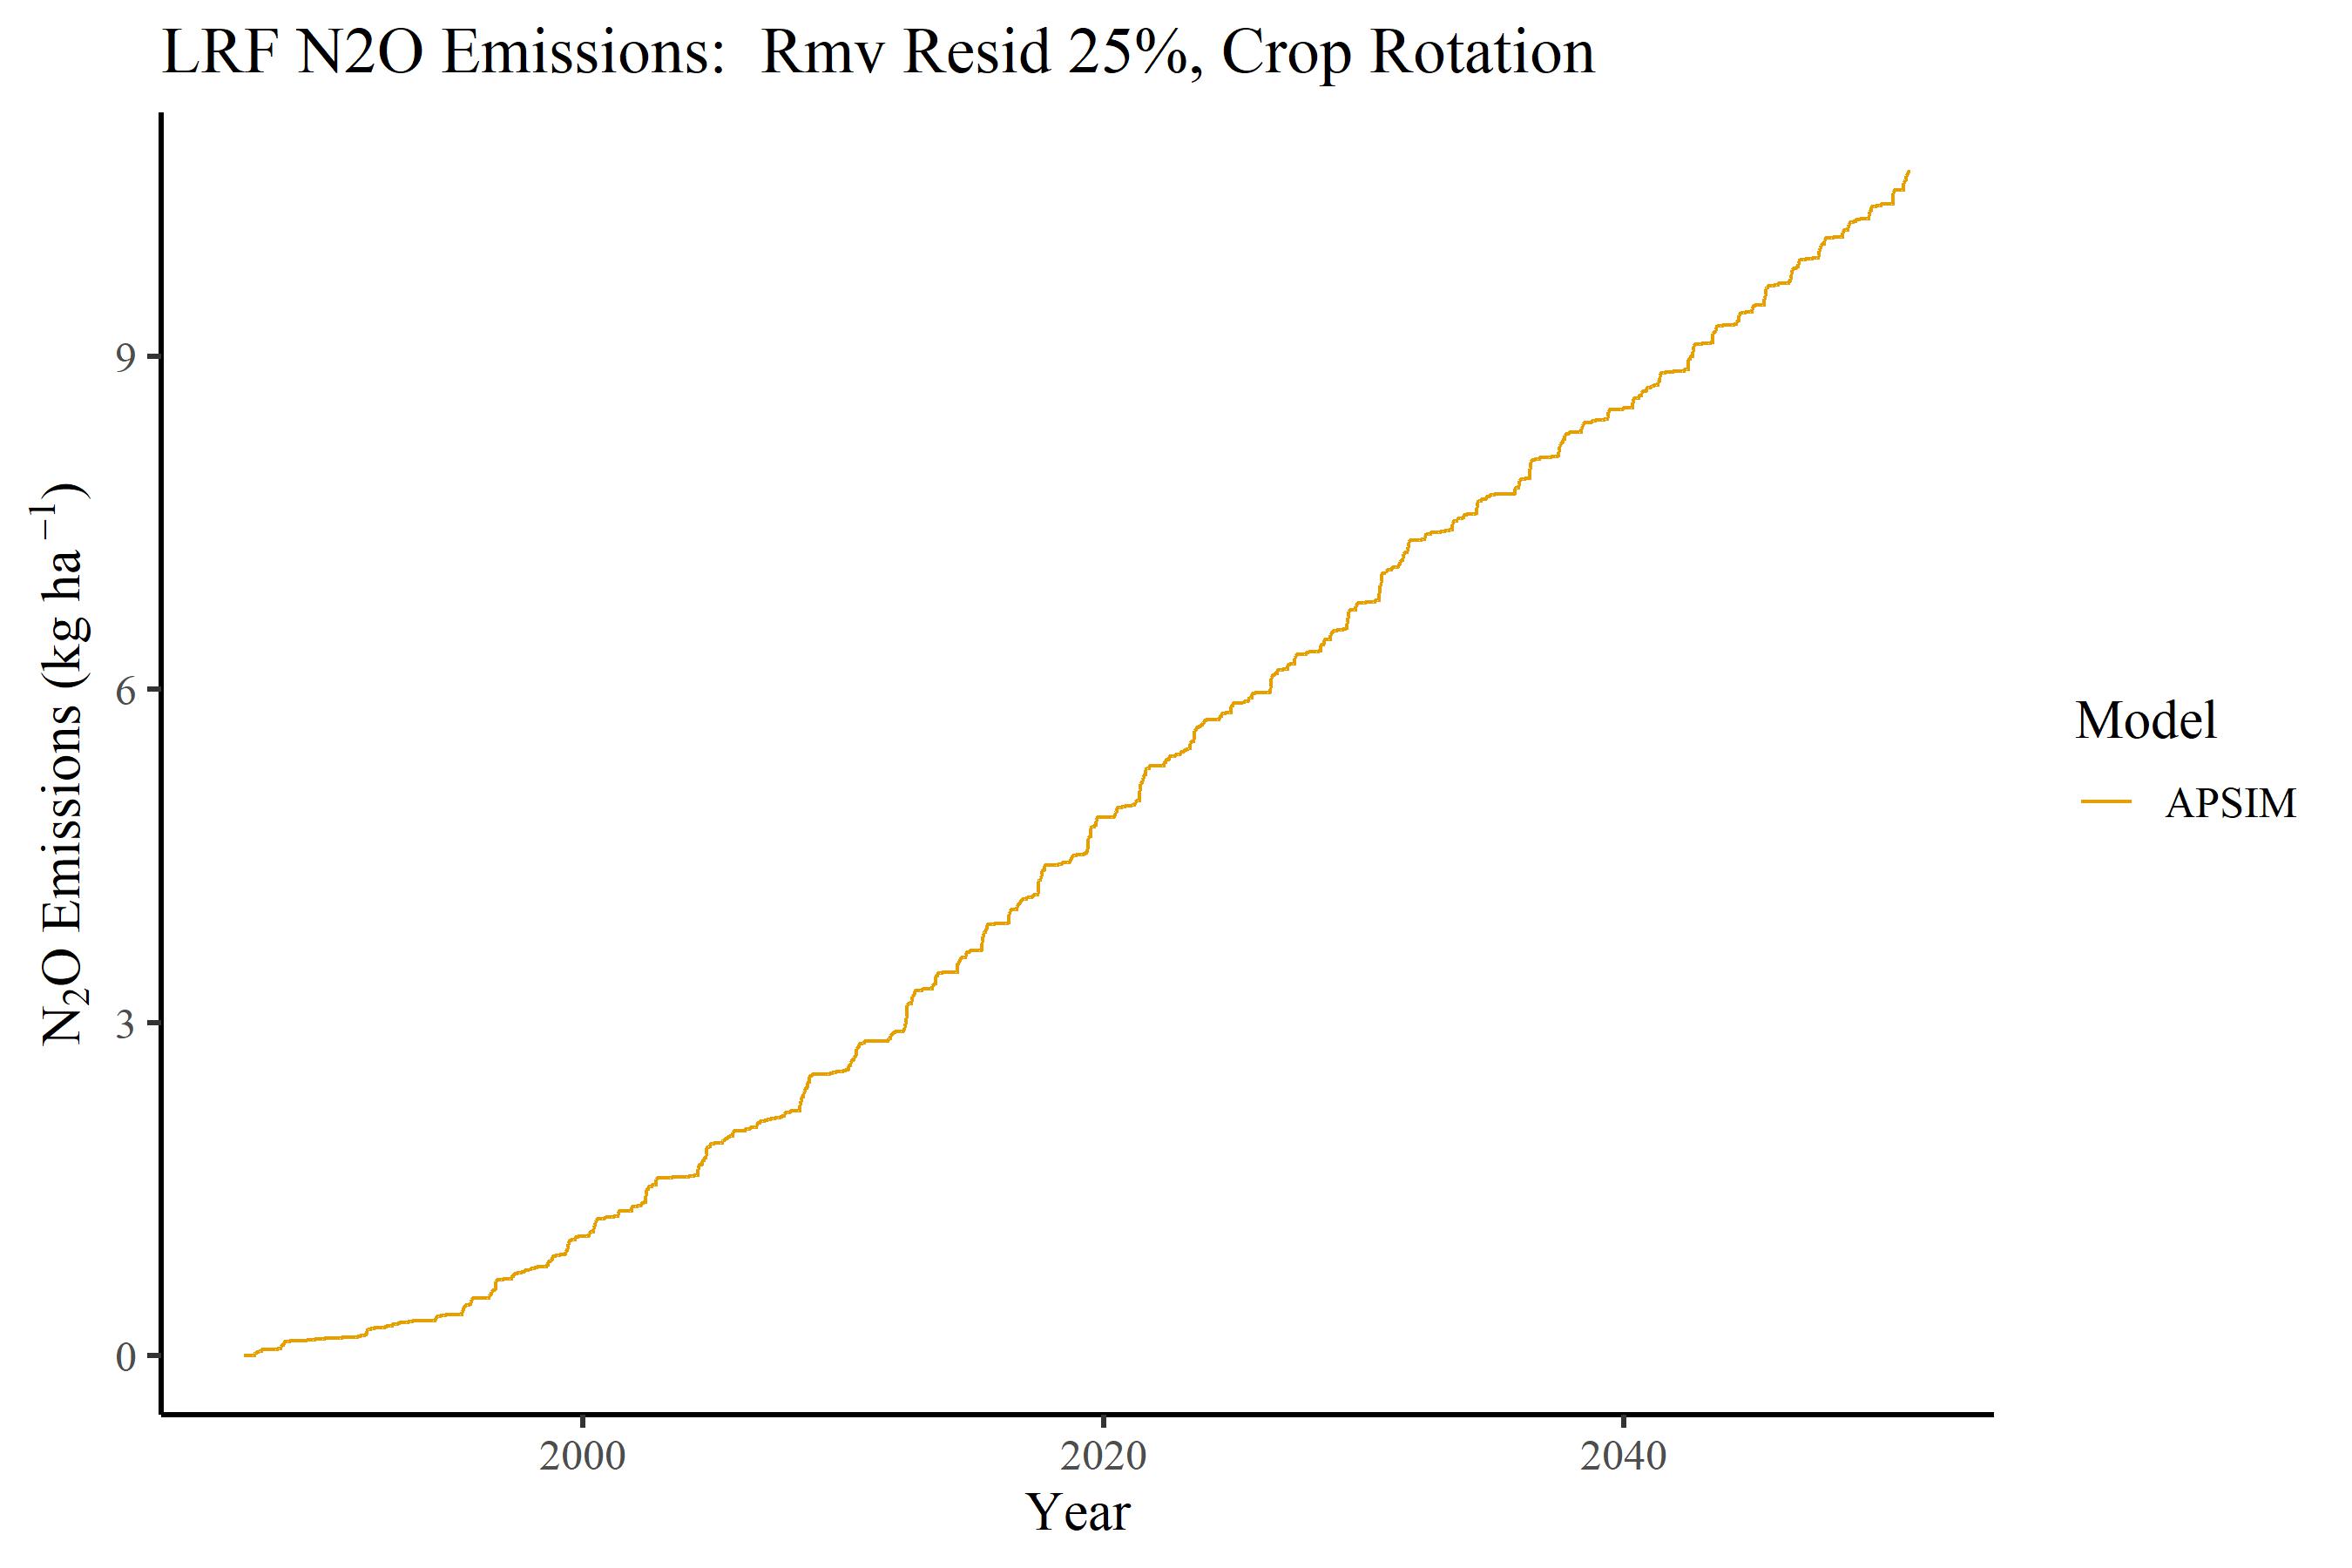 LRF N2O Emissions:  Rmv Resid 25%, Crop Rotation
N₂O Emissions (kg ha⁻¹)
9
6
3
0
2000
2020
2040
Year
Model
APSIM